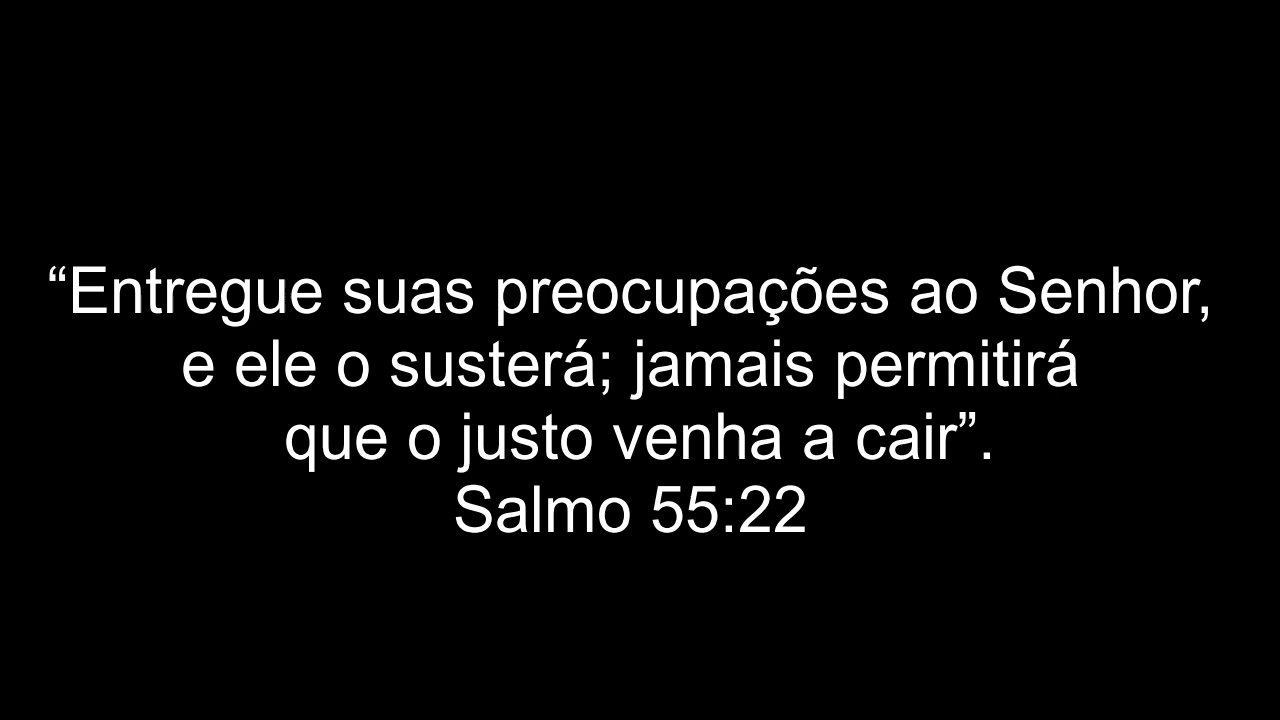 “Entregue suas preocupações ao Senhor,
e ele o susterá; jamais permitirá
que o justo venha a cair”.
Salmo 55:22